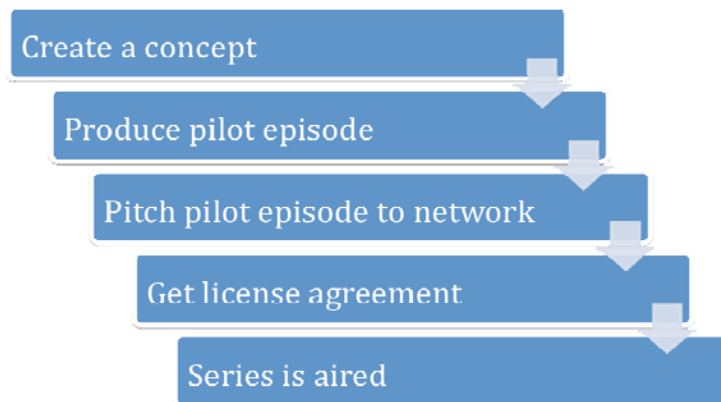 Create a concept
Produce pilot episode
Pitch pilot episode to network
Get license agreement
Series is aired